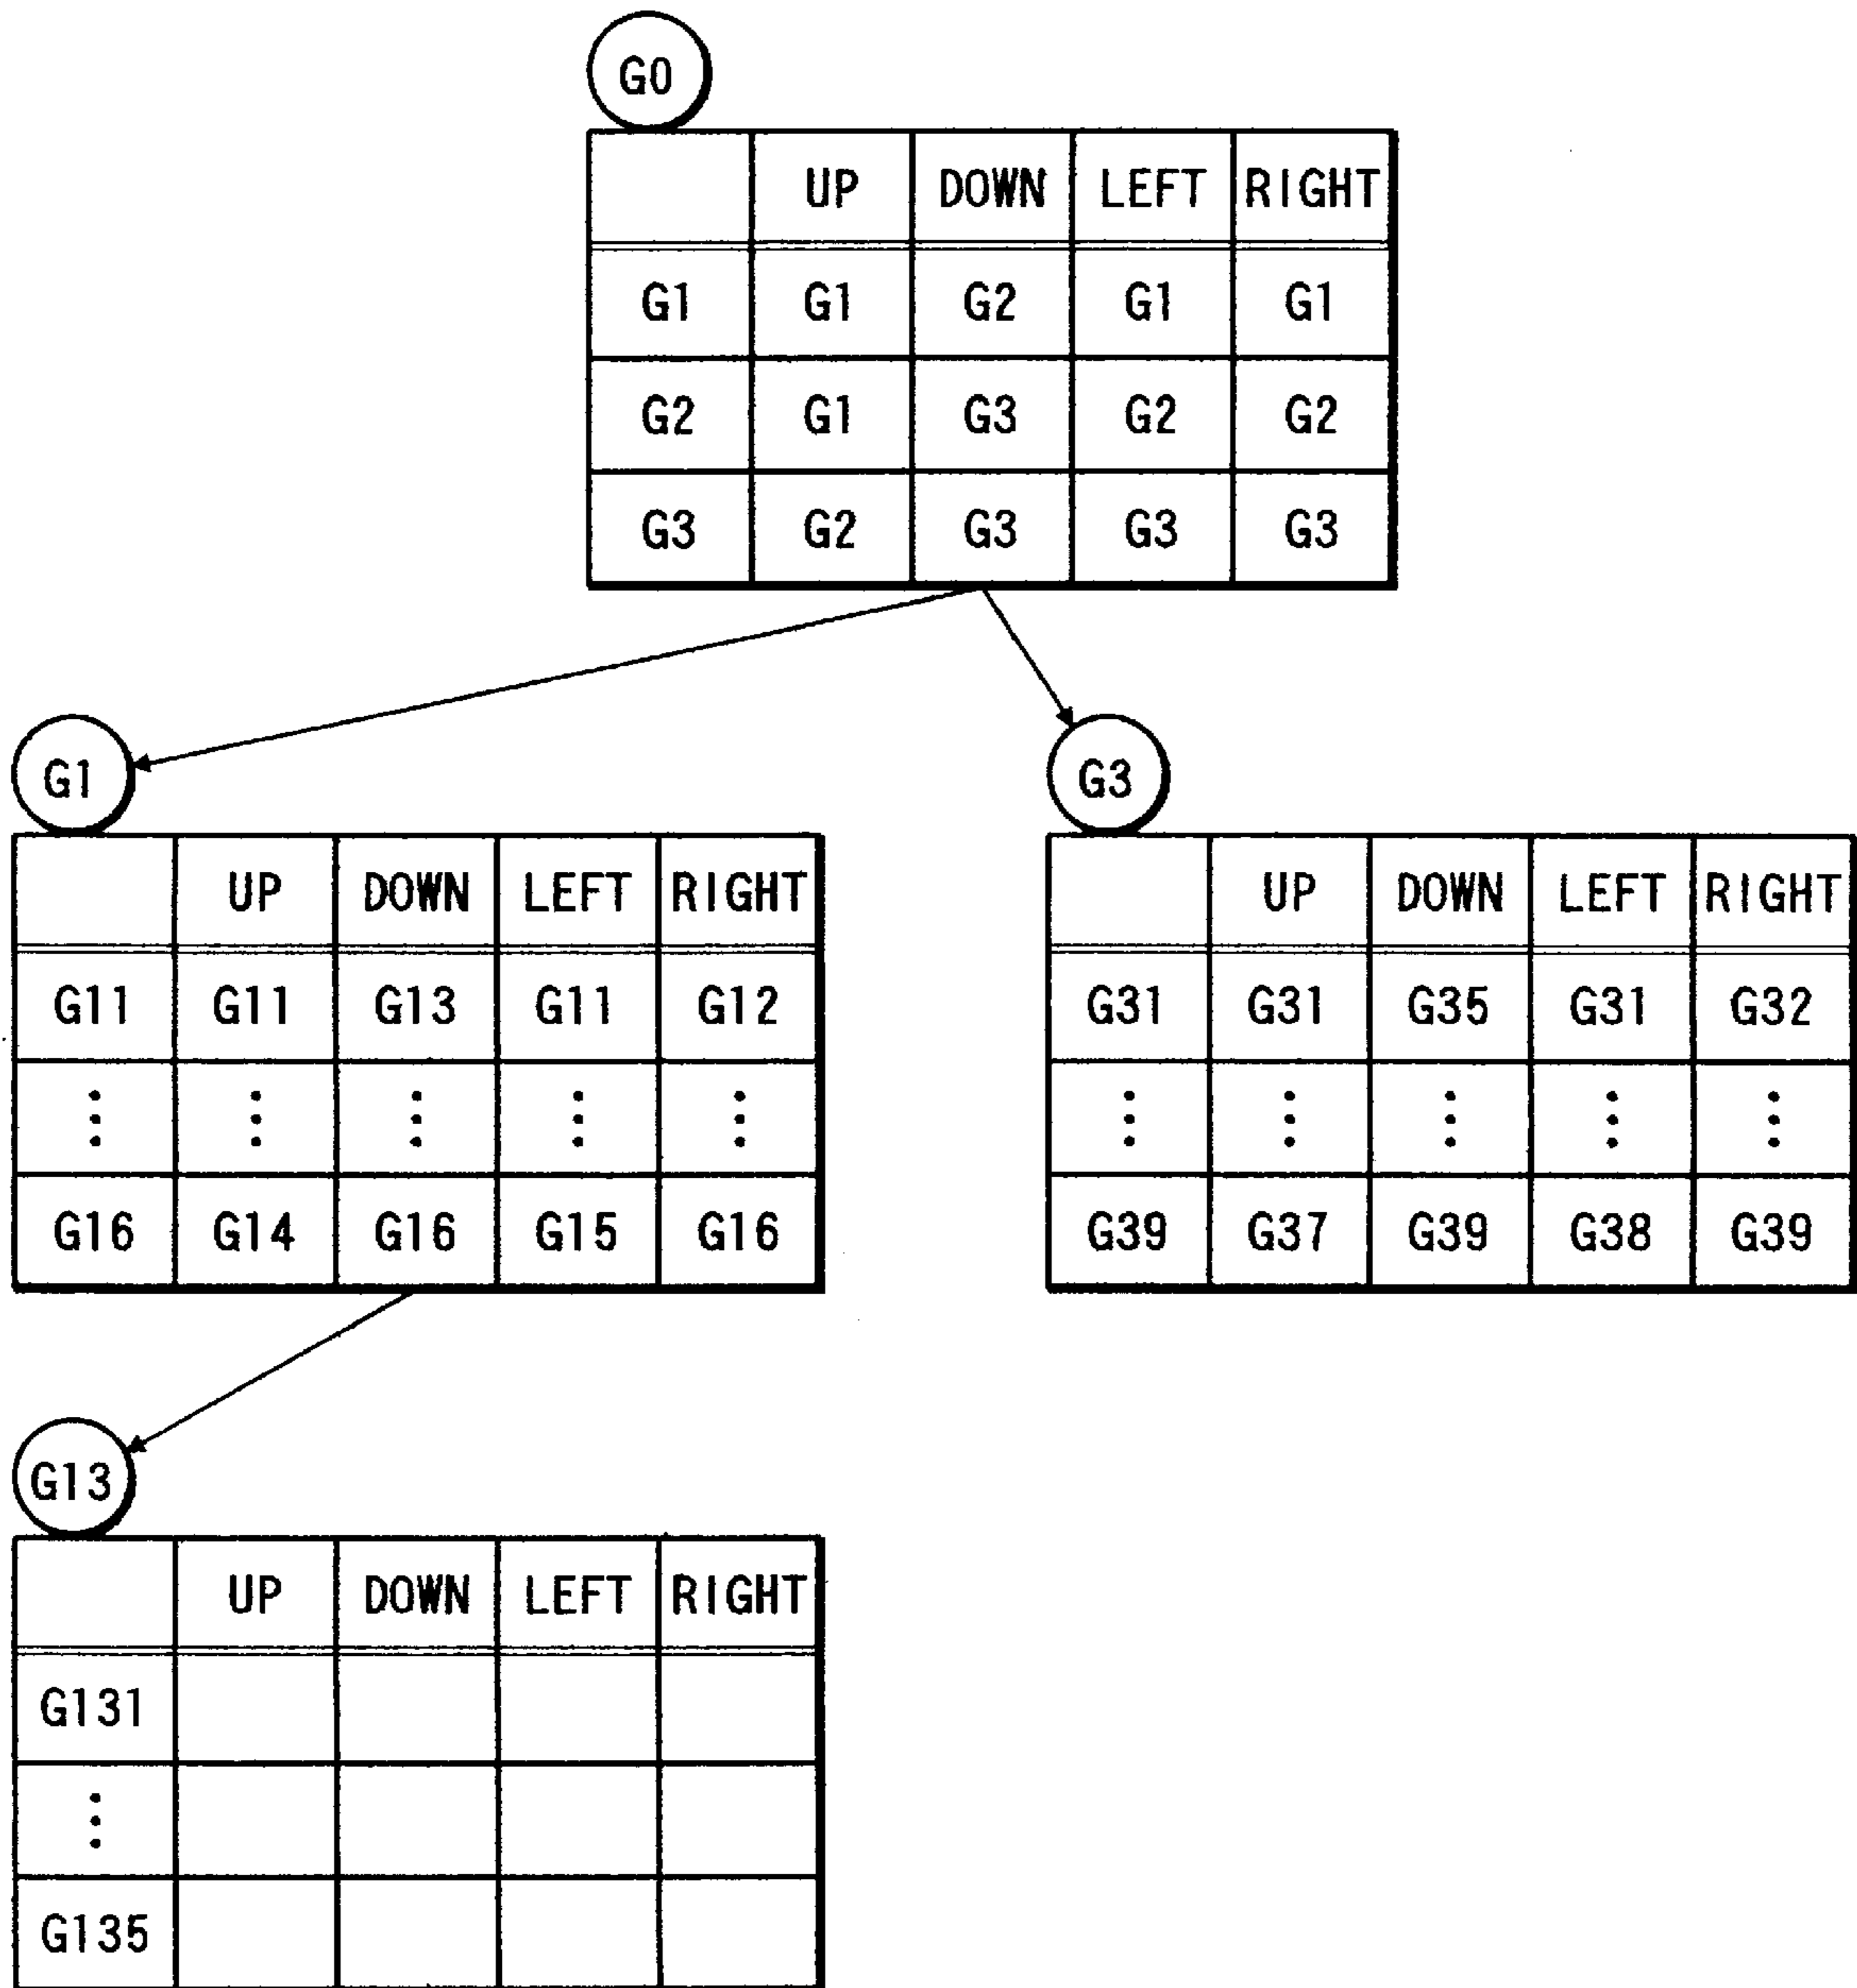 G0
UP DOWN LEFT RIGHT
G1 G1 G2 G1 G1
G2 G1 G3 G2 G2
G3 G2 G3 G3 G3
G1
UP DOWN LEFT RIGHT
G11 G11 G13 G11 G12
⋮ ⋮ ⋮ ⋮ ⋮
G16 G14 G16 G15 G16
G3
UP DOWN LEFT RIGHT
G31 G31 G35 G31 G32
⋮ ⋮ ⋮ ⋮ ⋮
G39 G37 G39 G38 G39
G13
UP DOWN LEFT RIGHT
G131
⋮
G135